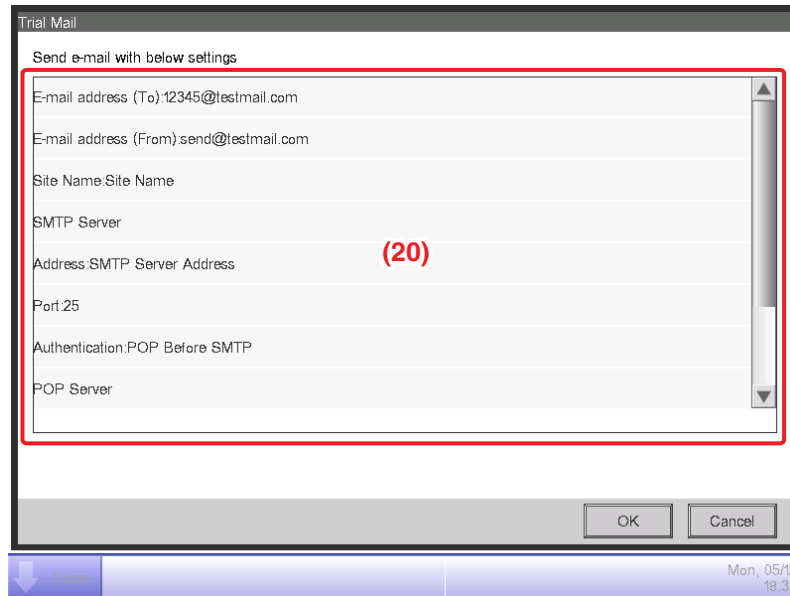 Trial Mail
Send e-mail with below settings
E-mail address (To):12345@testmail.com
E-mail address (From):send@testmail.com
Site Name:Site Name
SMTP Server
(20)
Address:SMTP Server Address
Port:25
Authentication:POP Before SMTP
POP Server
OK
Cancel
Close
Mon, 05/1
18:3